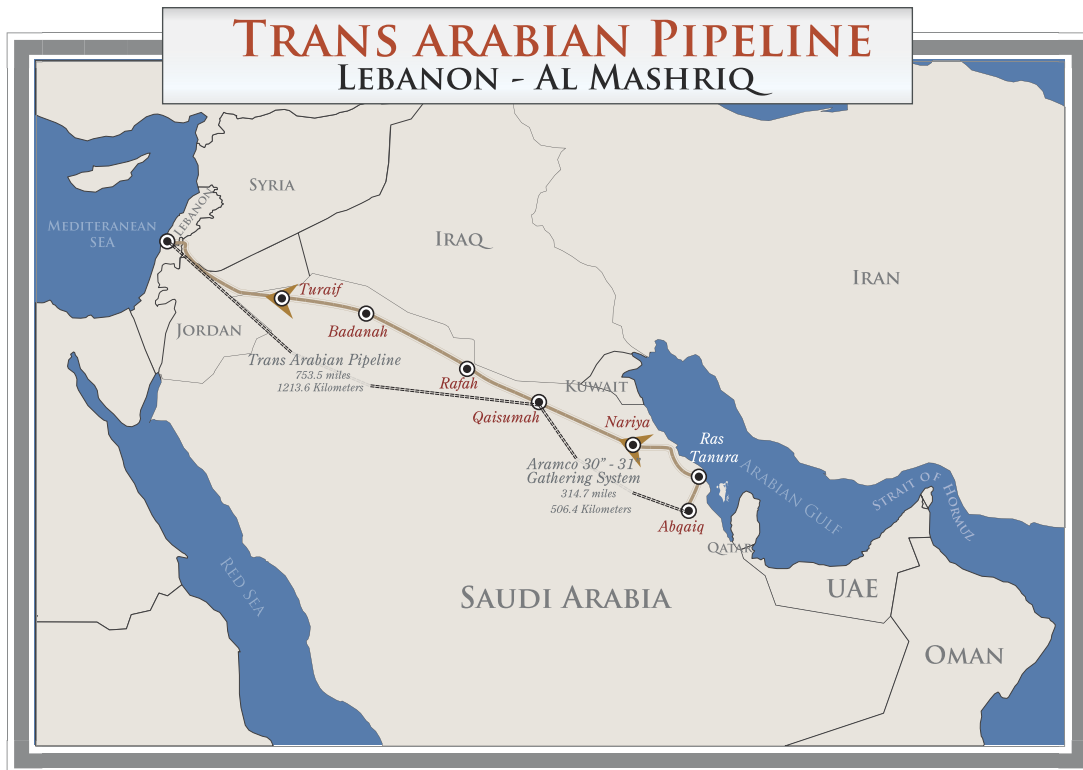 Trans Arabian Pipeline
Lebanon - Al Mashriq
Syria
Lebanon
Mediteranean
Sea
Iraq
Iran
Turaif
Badanah
Jordan
Trans Arabian Pipeline
753.5 miles
1213.6 Kilometers
Rafah
Kuwait
Qaisumah
Nariya
Ras
Tanura
Aramco 30” - 31
Gathering System
314.7 miles
506.4 Kilometers
Arabian Gulf
Strait of
Hormuz
Abqaiq
Qatar
Red Sea
Saudi Arabia
UAE
Oman